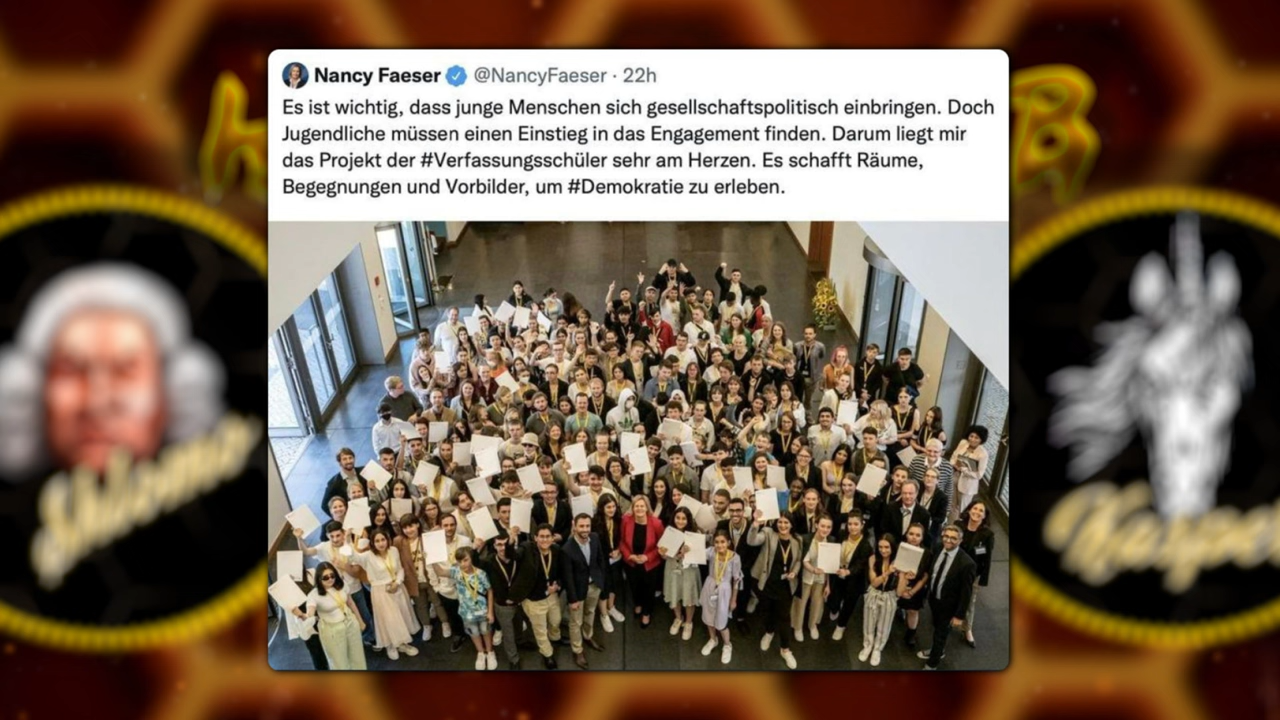 Nancy Faeser @NancyFaeser · 22h
Es ist wichtig, dass junge Menschen sich gesellschaftspolitisch einbringen. Doch
Jugendliche müssen einen Einstieg in das Engagement finden. Darum liegt mir
das Projekt der #Verfassungsschüler sehr am Herzen. Es schafft Räume,
Begegnungen und Vorbilder, um #Demokratie zu erleben.
Shlomo